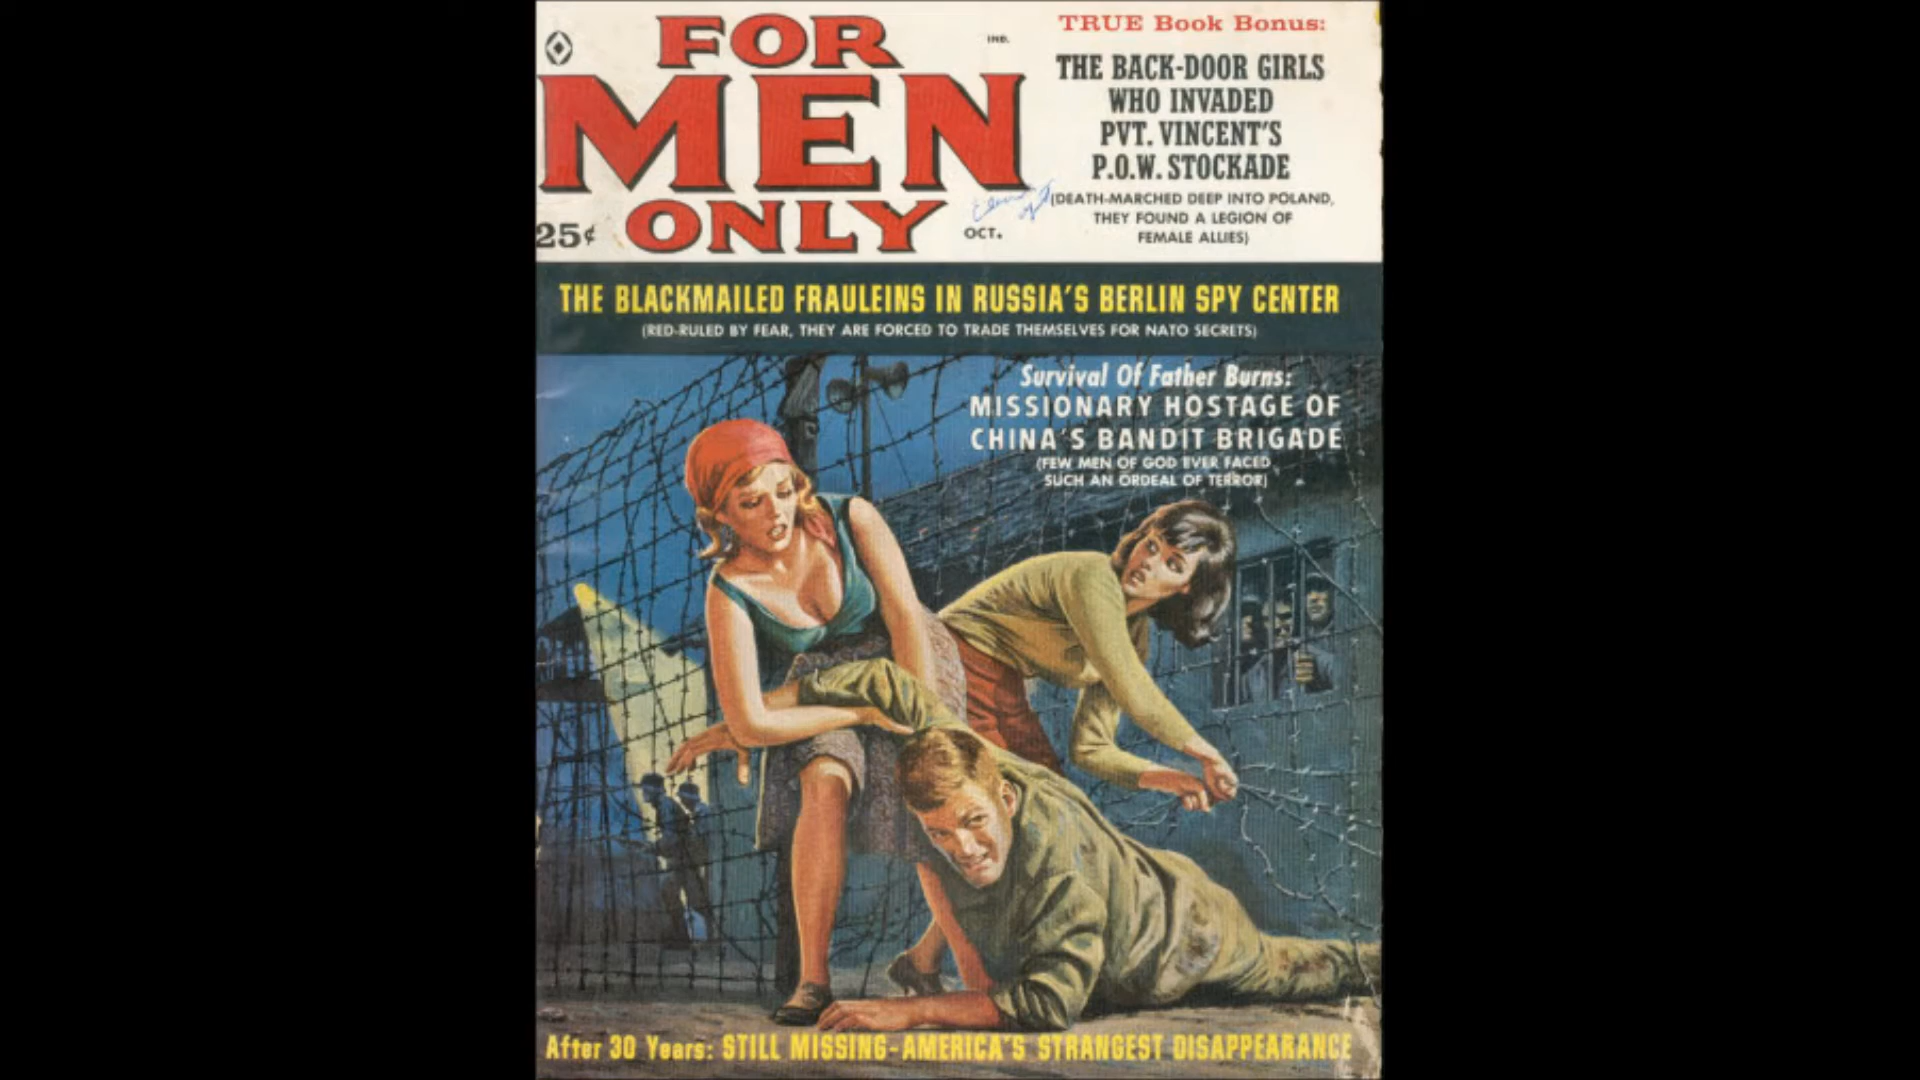 FOR
MEN
ONLY
IND.
25¢
OCT.
TRUE Book Bonus:
THE BACK-DOOR GIRLS
WHO INVADED
PVT. VINCENT'S
P.O.W. STOCKADE
(DEATH-MARCHED DEEP INTO POLAND,
THEY FOUND A LEGION OF
FEMALE ALLIES)
THE BLACKMAILED FRAULEINS IN RUSSIA'S BERLIN SPY CENTER
(RED-RULED BY FEAR, THEY ARE FORCED TO TRADE THEMSELVES FOR NATO SECRETS)
Survival Of Father Burns:
MISSIONARY HOSTAGE OF
CHINA'S BANDIT BRIGADE
(FEW MEN OF GOD EVER FACED
SUCH AN ORDEAL OF TERROR)
After 30 Years: STILL MISSING-AMERICA'S STRANGEST DISAPPEARANCE